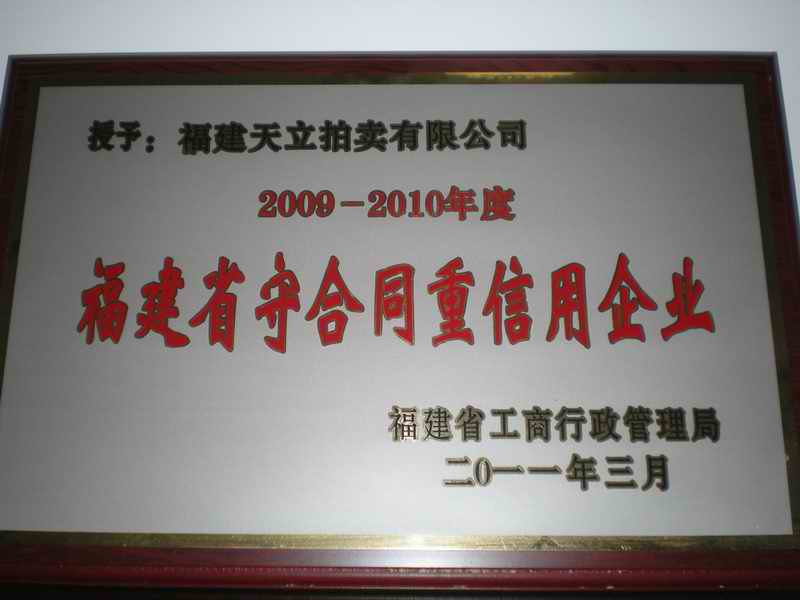 授予：福建天立拍卖有限公司
2009－2010年度
福建省守合同重信用企业
福建省工商行政管理局
二〇一一年三月